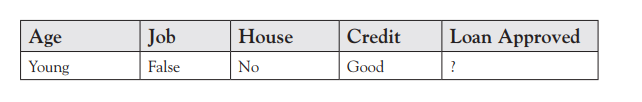 Age Job House Credit Loan Approved
Young False No Good ?